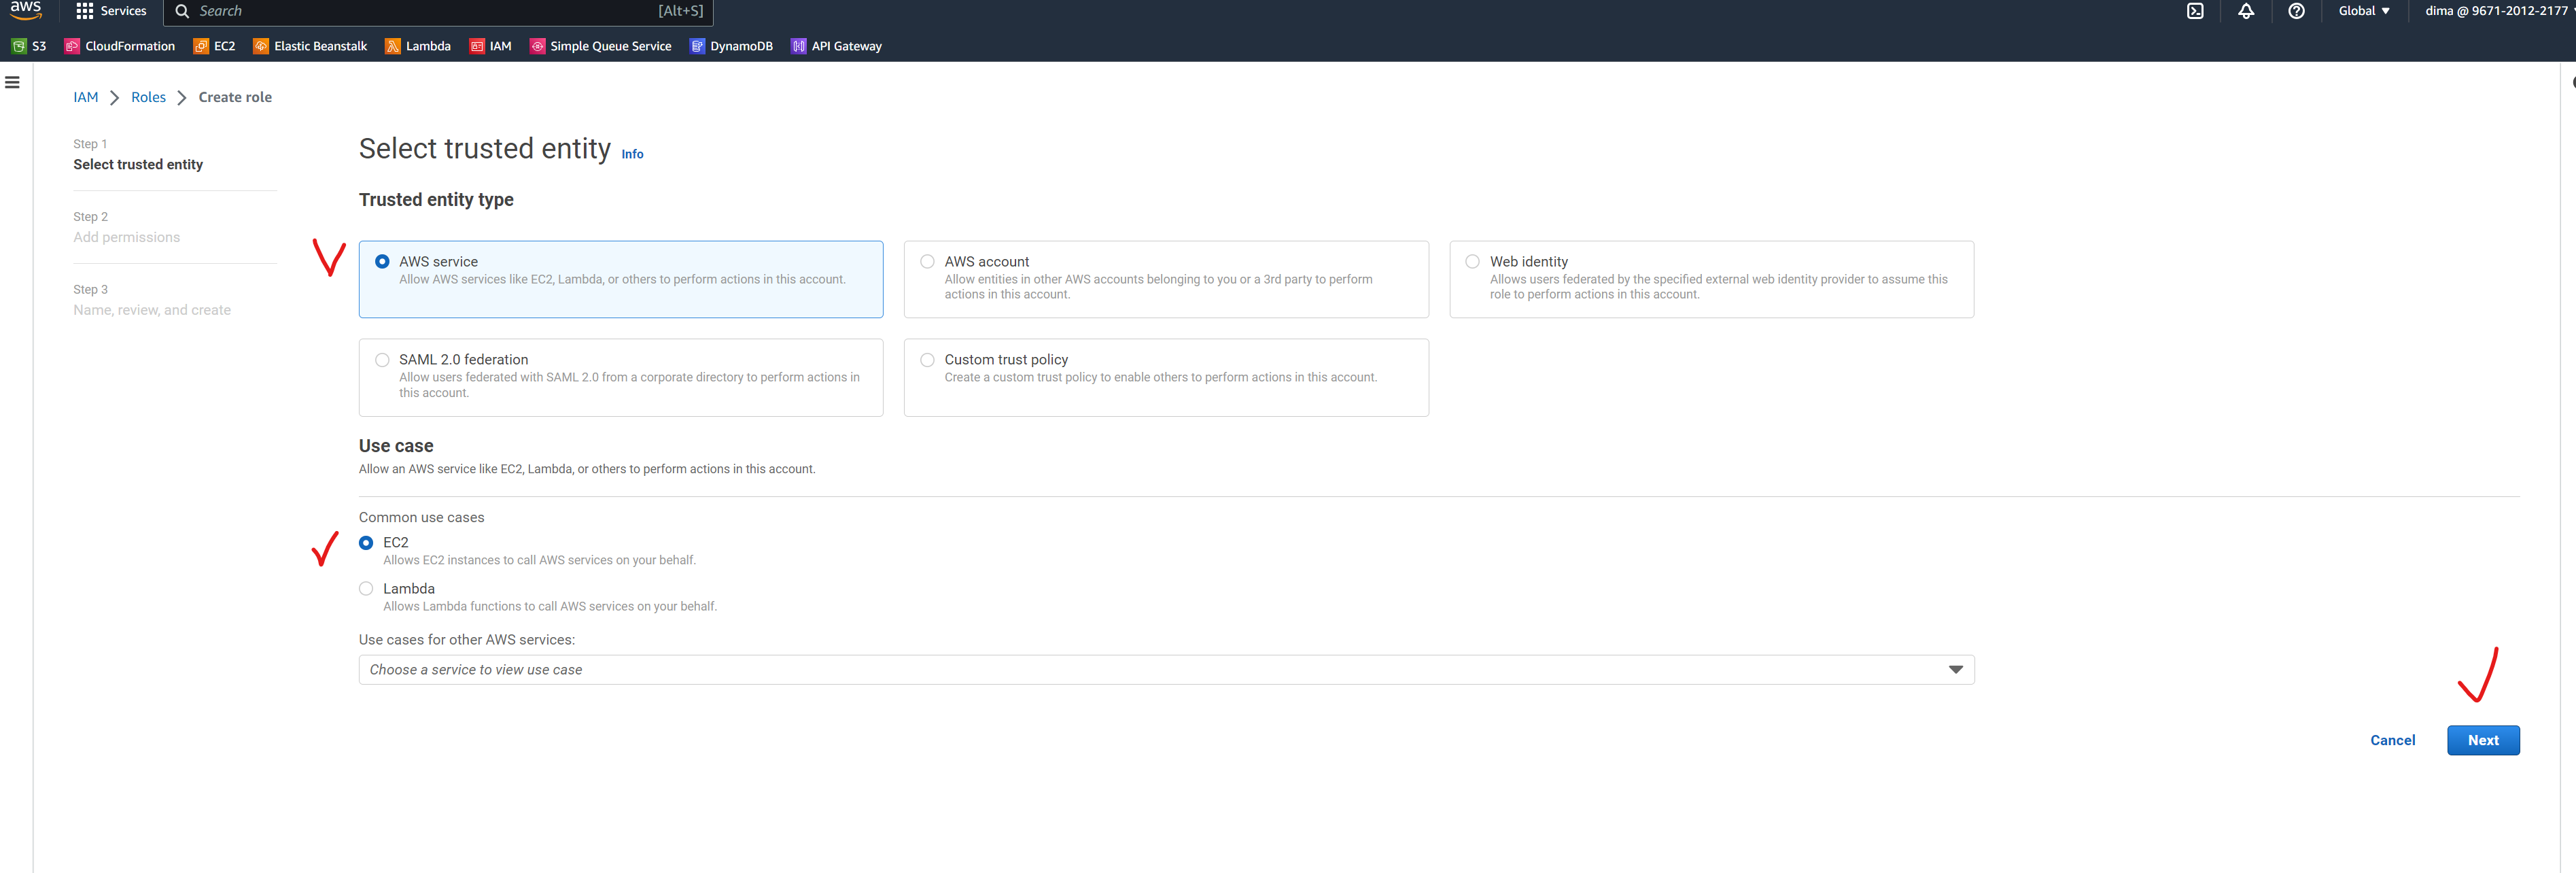 aws Services Search [Alt+S] Global dima @ 9671-2012-2177
S3 CloudFormation EC2 Elastic Beanstalk Lambda IAM Simple Queue Service DynamoDB API Gateway
IAM Roles Create role
Step 1
Select trusted entity
Step 2
Add permissions
Step 3
Name, review, and create
Select trusted entity Info
Trusted entity type
AWS service
Allow AWS services like EC2, Lambda, or others to perform actions in this account.
AWS account
Allow entities in other AWS accounts belonging to you or a 3rd party to perform
actions in this account.
Web identity
Allows users federated by the specified external web identity provider to assume this
role to perform actions in this account.
SAML 2.0 federation
Allow users federated with SAML 2.0 from a corporate directory to perform actions in
this account.
Custom trust policy
Create a custom trust policy to enable others to perform actions in this account.
Use case
Allow an AWS service like EC2, Lambda, or others to perform actions in this account.
Common use cases
EC2
Allows EC2 instances to call AWS services on your behalf.
Lambda
Allows Lambda functions to call AWS services on your behalf.
Use cases for other AWS services:
Choose a service to view use case
Cancel Next